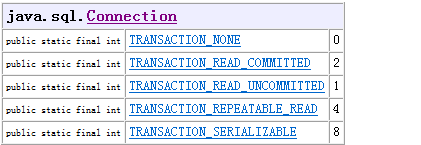 java.sql.Connection
public static final int TRANSACTION_NONE 0
public static final int TRANSACTION_READ_COMMITTED 2
public static final int TRANSACTION_READ_UNCOMMITTED 1
public static final int TRANSACTION_REPEATABLE_READ 4
public static final int TRANSACTION_SERIALIZABLE 8